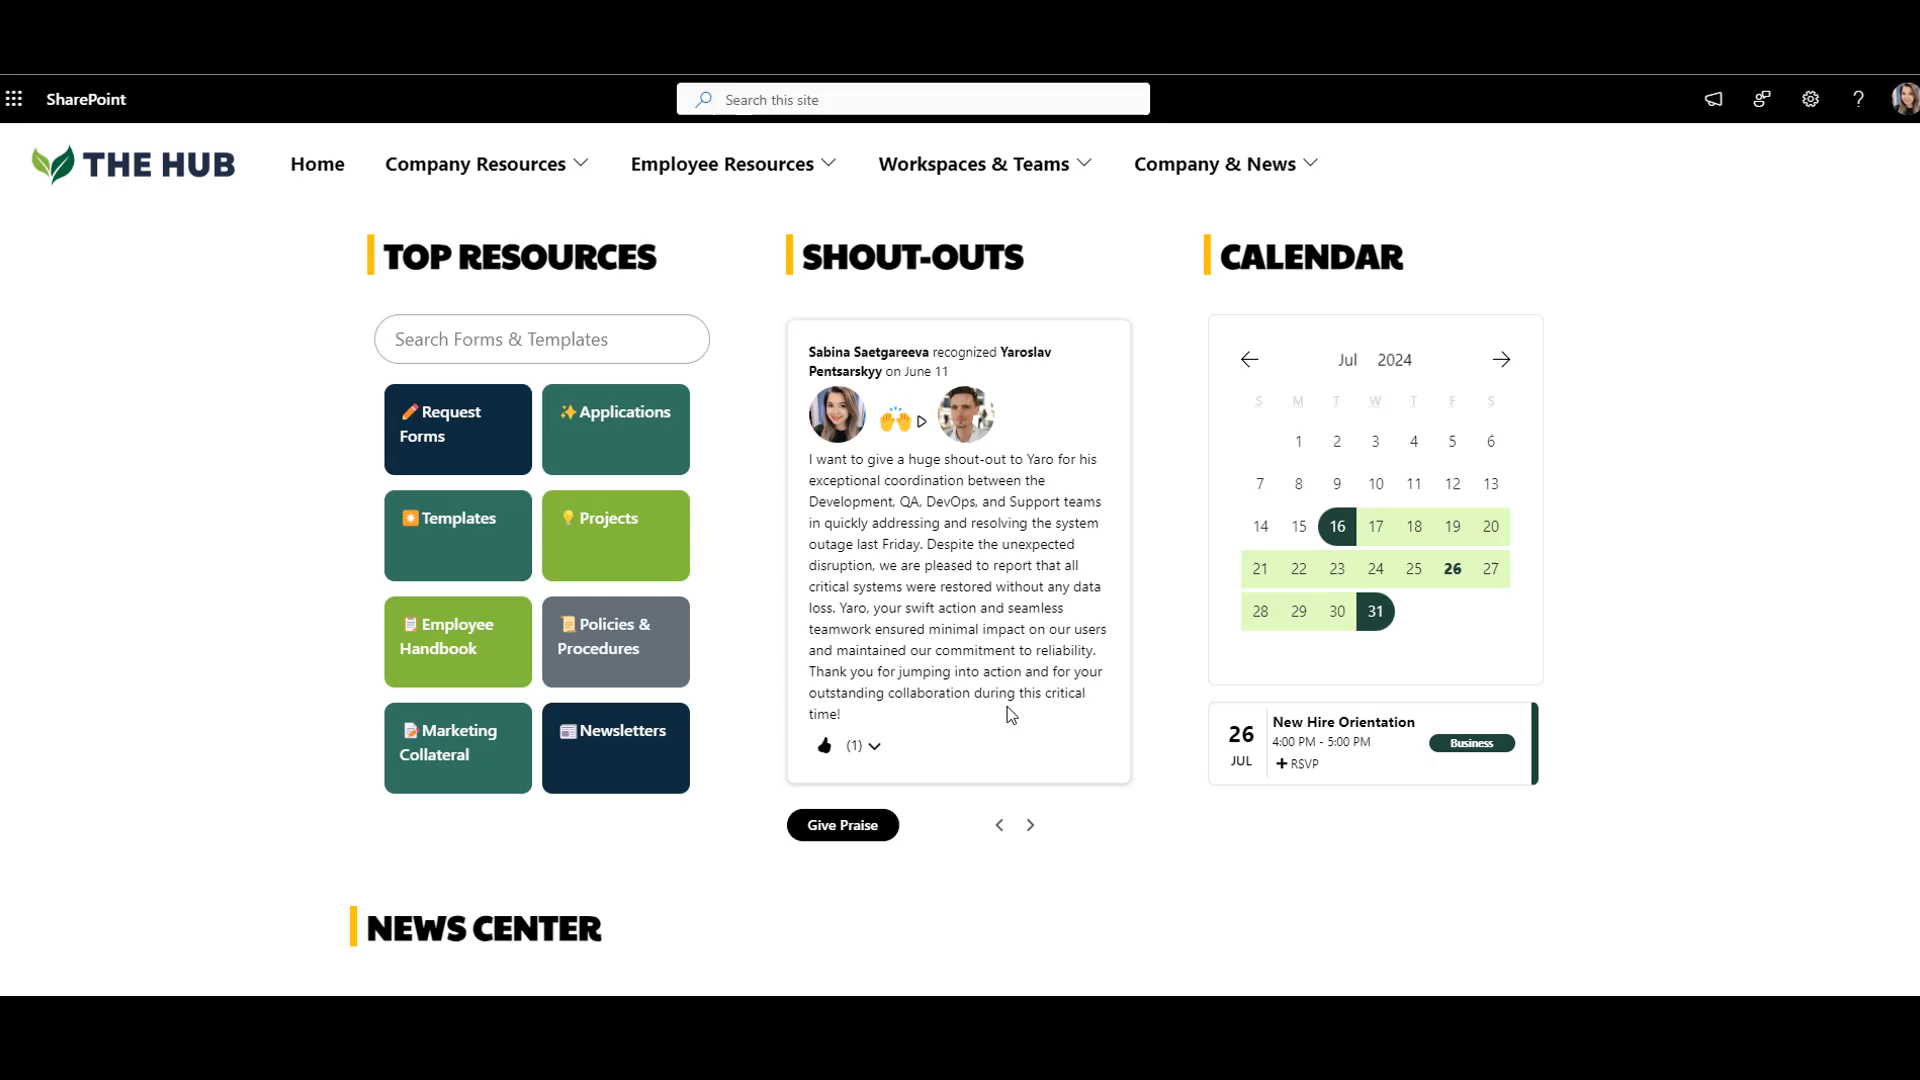 SharePoint
Search this site
?
THE HUB
Home
Company Resources
Employee Resources
Workspaces & Teams
Company & News
TOP RESOURCES
Search Forms & Templates
Request
Forms
Applications
Templates
Projects
Employee
Handbook
Policies &
Procedures
Marketing
Collateral
Newsletters
SHOUT-OUTS
Sabina Saetgareeva recognized Yaroslav
Pentsarskyy on June 11
I want to give a huge shout-out to Yaro for his
exceptional coordination between the
Development, QA, DevOps, and Support teams
in quickly addressing and resolving the system
outage last Friday. Despite the unexpected
disruption, we are pleased to report that all
critical systems were restored without any data
loss. Yaro, your swift action and seamless
teamwork ensured minimal impact on our users
and maintained our commitment to reliability.
Thank you for jumping into action and for your
outstanding collaboration during this critical
time!
(1)
Give Praise
CALENDAR
Jul 2024
S M T W T F S
1 2 3 4 5 6
7 8 9 10 11 12 13
14 15 16 17 18 19 20
21 22 23 24 25 26 27
28 29 30 31
26
JUL
New Hire Orientation
4:00 PM - 5:00 PM
+ RSVP
Business
NEWS CENTER